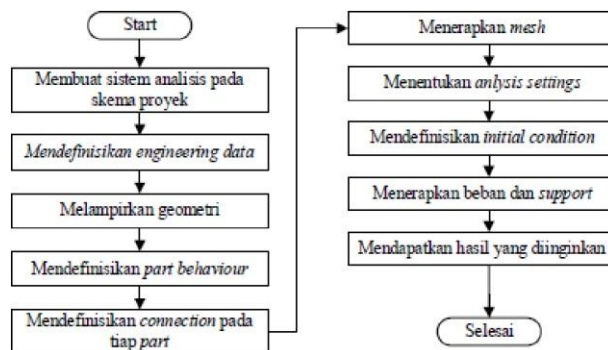 Start
Membuat sistem analisis pada
skema proyek
Mendefinisikan engineering data
Melampirkan geometri
Mendefinisikan part behaviour
Mendefinisikan connection pada
tiap part
Menerapkan mesh
Menentukan anlysis settings
Mendefinisikan initial condition
Menerapkan beban dan support
Mendapatkan hasil yang diinginkan
Selesai